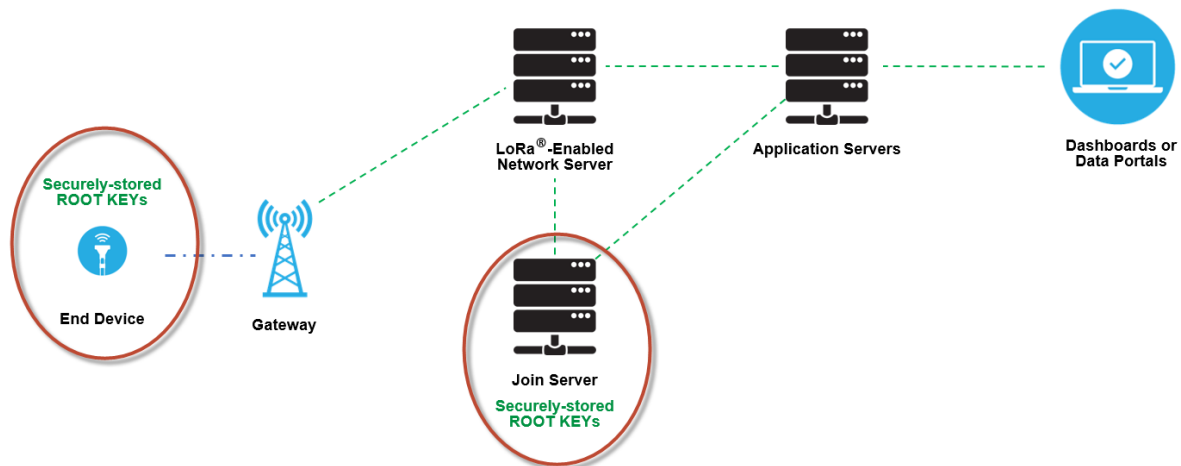 Securely-stored
ROOT KEYs
End Device
Gateway
LoRa®-Enabled
Network Server
Application Servers
Dashboards or
Data Portals
Join Server
Securely-stored
ROOT KEYs